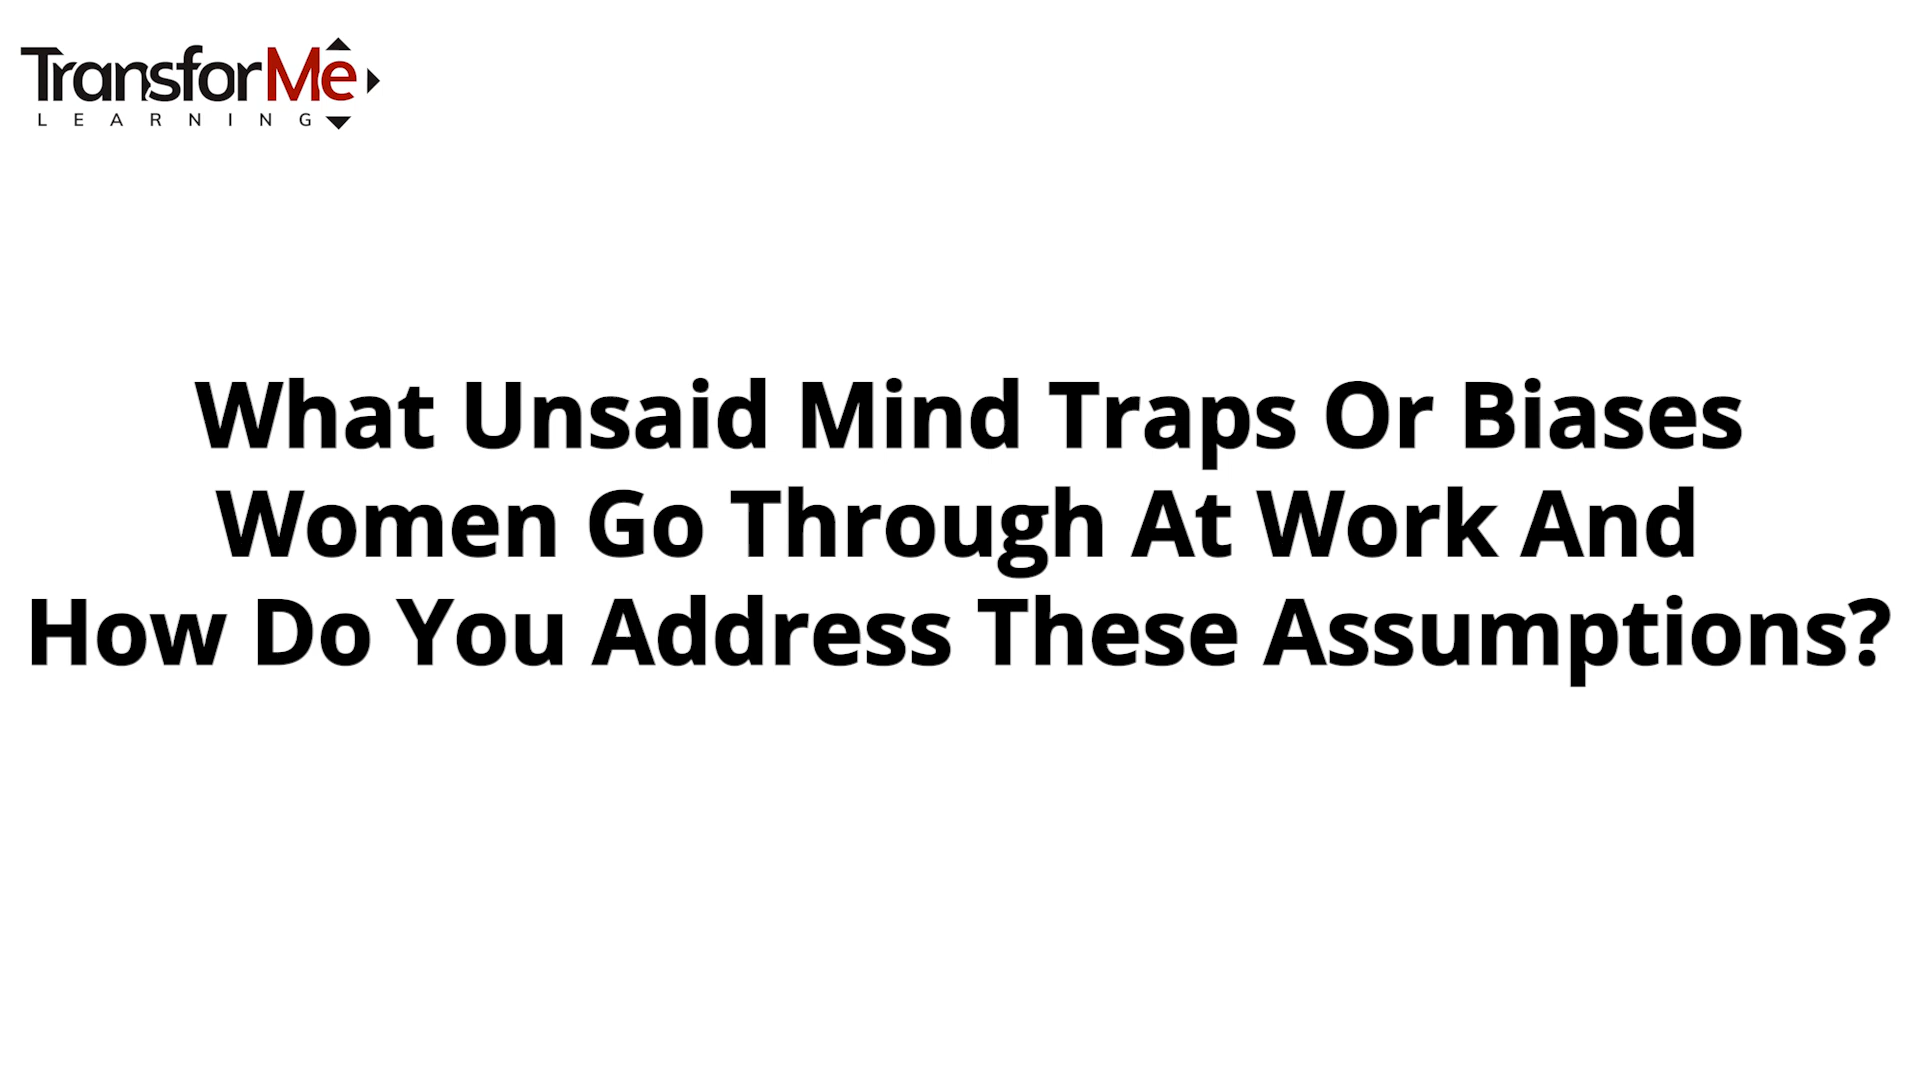 TransforMe
LEARNING
What Unsaid Mind Traps Or Biases
Women Go Through At Work And
How Do You Address These Assumptions?